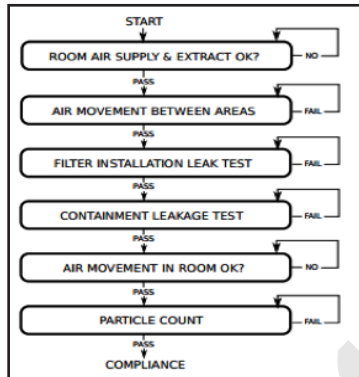 START
ROOM AIR SUPPLY & EXTRACT OK?
NO
PASS
AIR MOVEMENT BETWEEN AREAS
FAIL
PASS
FILTER INSTALLATION LEAK TEST
FAIL
PASS
CONTAINMENT LEAKAGE TEST
FAIL
PASS
AIR MOVEMENT IN ROOM OK?
NO
PASS
PARTICLE COUNT
FAIL
PASS
COMPLIANCE